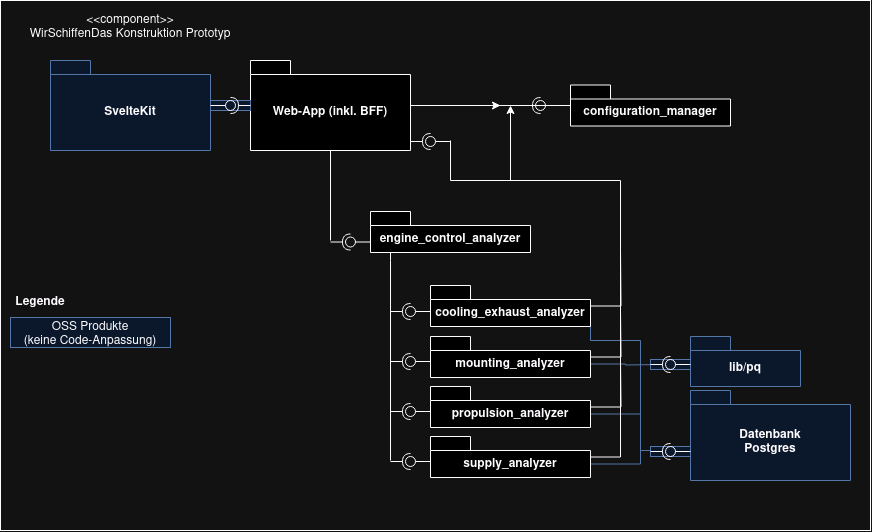 <<component>>
WirSchiffenDas Konstruktion Prototyp
SvelteKit
Web-App (inkl. BFF)
configuration_manager
engine_control_analyzer
Legende
OSS Produkte
(keine Code-Anpassung)
cooling_exhaust_analyzer
mounting_analyzer
lib/pq
propulsion_analyzer
Datenbank
Postgres
supply_analyzer